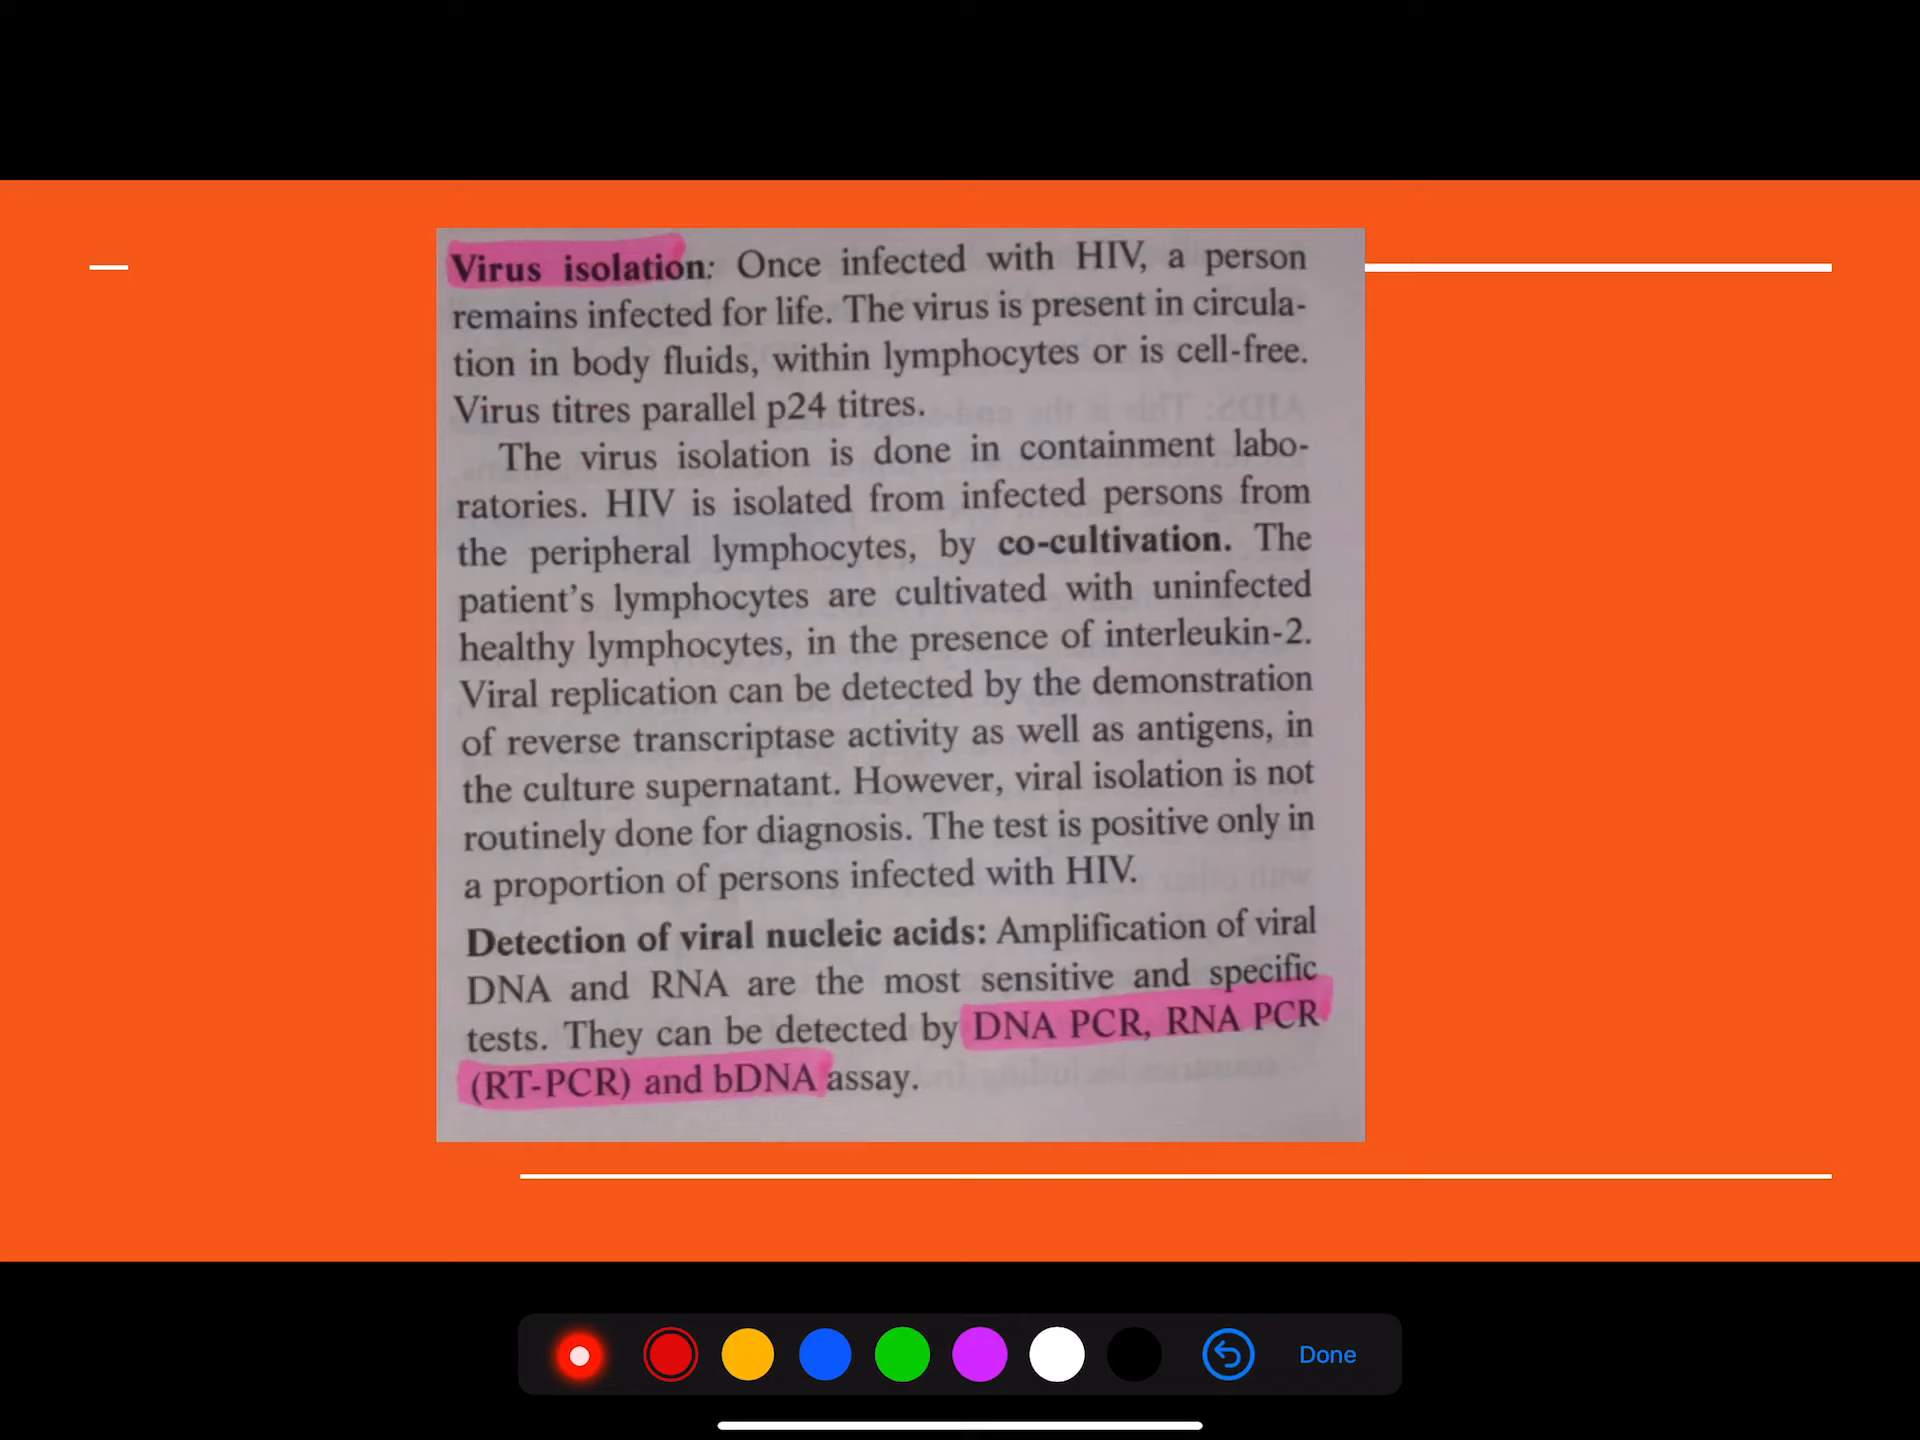 Virus isolation: Once infected with HIV, a person
remains infected for life. The virus is present in circula-
tion in body fluids, within lymphocytes or is cell-free.
Virus titres parallel p24 titres.
The virus isolation is done in containment labo-
ratories. HIV is isolated from infected persons from
the peripheral lymphocytes, by co-cultivation. The
patient's lymphocytes are cultivated with uninfected
healthy lymphocytes, in the presence of interleukin-2.
Viral replication can be detected by the demonstration
of reverse transcriptase activity as well as antigens, in
the culture supernatant. However, viral isolation is not
routinely done for diagnosis. The test is positive only in
a proportion of persons infected with HIV.
Detection of viral nucleic acids: Amplification of viral
DNA and RNA are the most sensitive and specific
tests. They can be detected by DNA PCR, RNA PCR
(RT-PCR) and bDNA assay.
Done